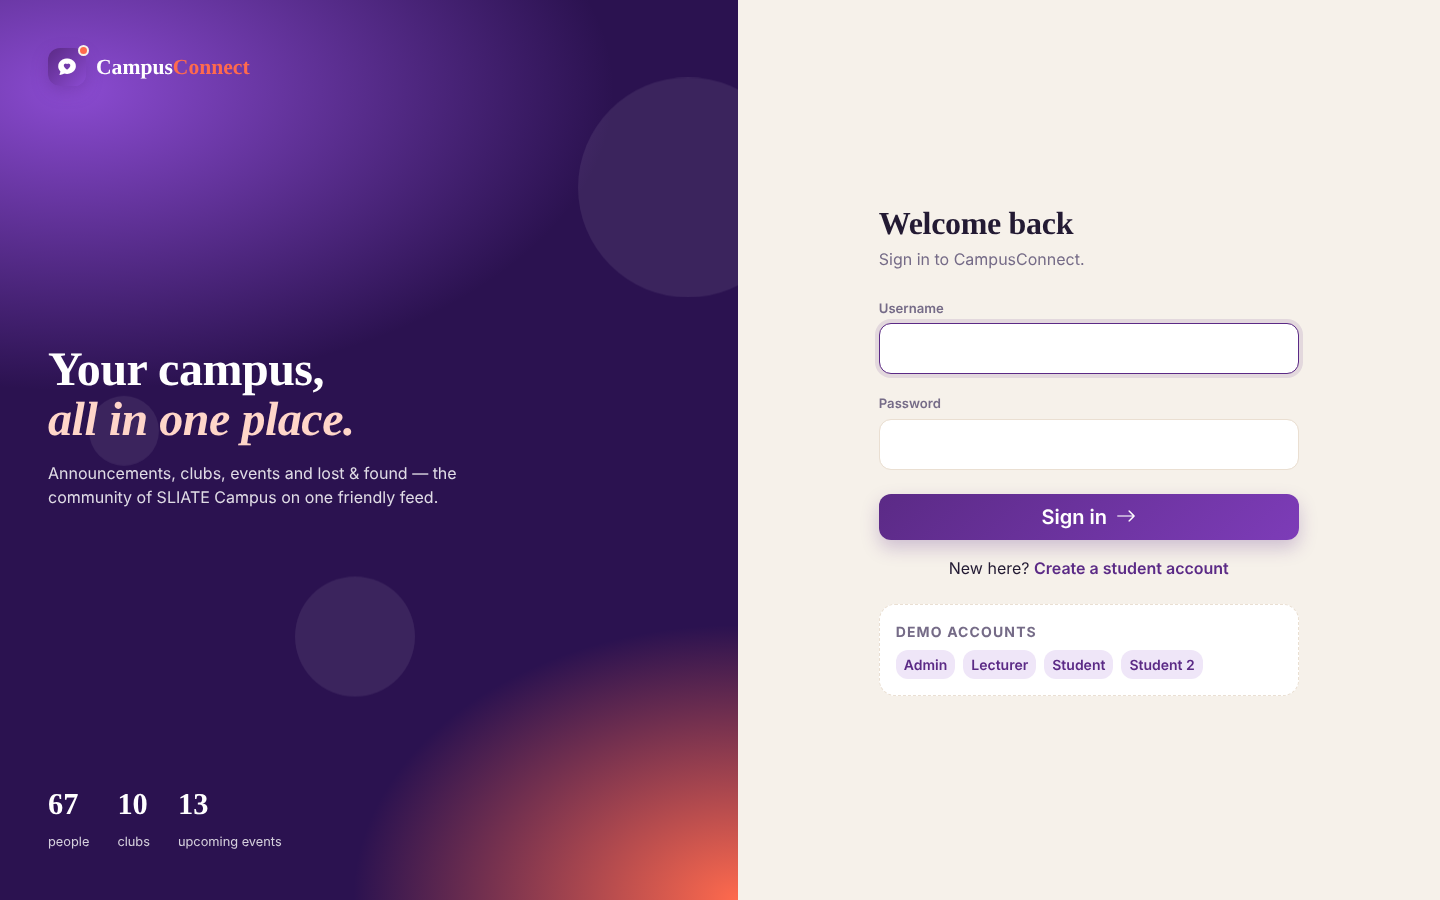 CampusConnect
Your campus,
all in one place.
Announcements, clubs, events and lost & found — the
community of SLIATE Campus on one friendly feed.
67 10 13
people clubs upcoming events
Welcome back
Sign in to CampusConnect.
Username
Password
Sign in →
New here? Create a student account
DEMO ACCOUNTS
Admin Lecturer Student Student 2